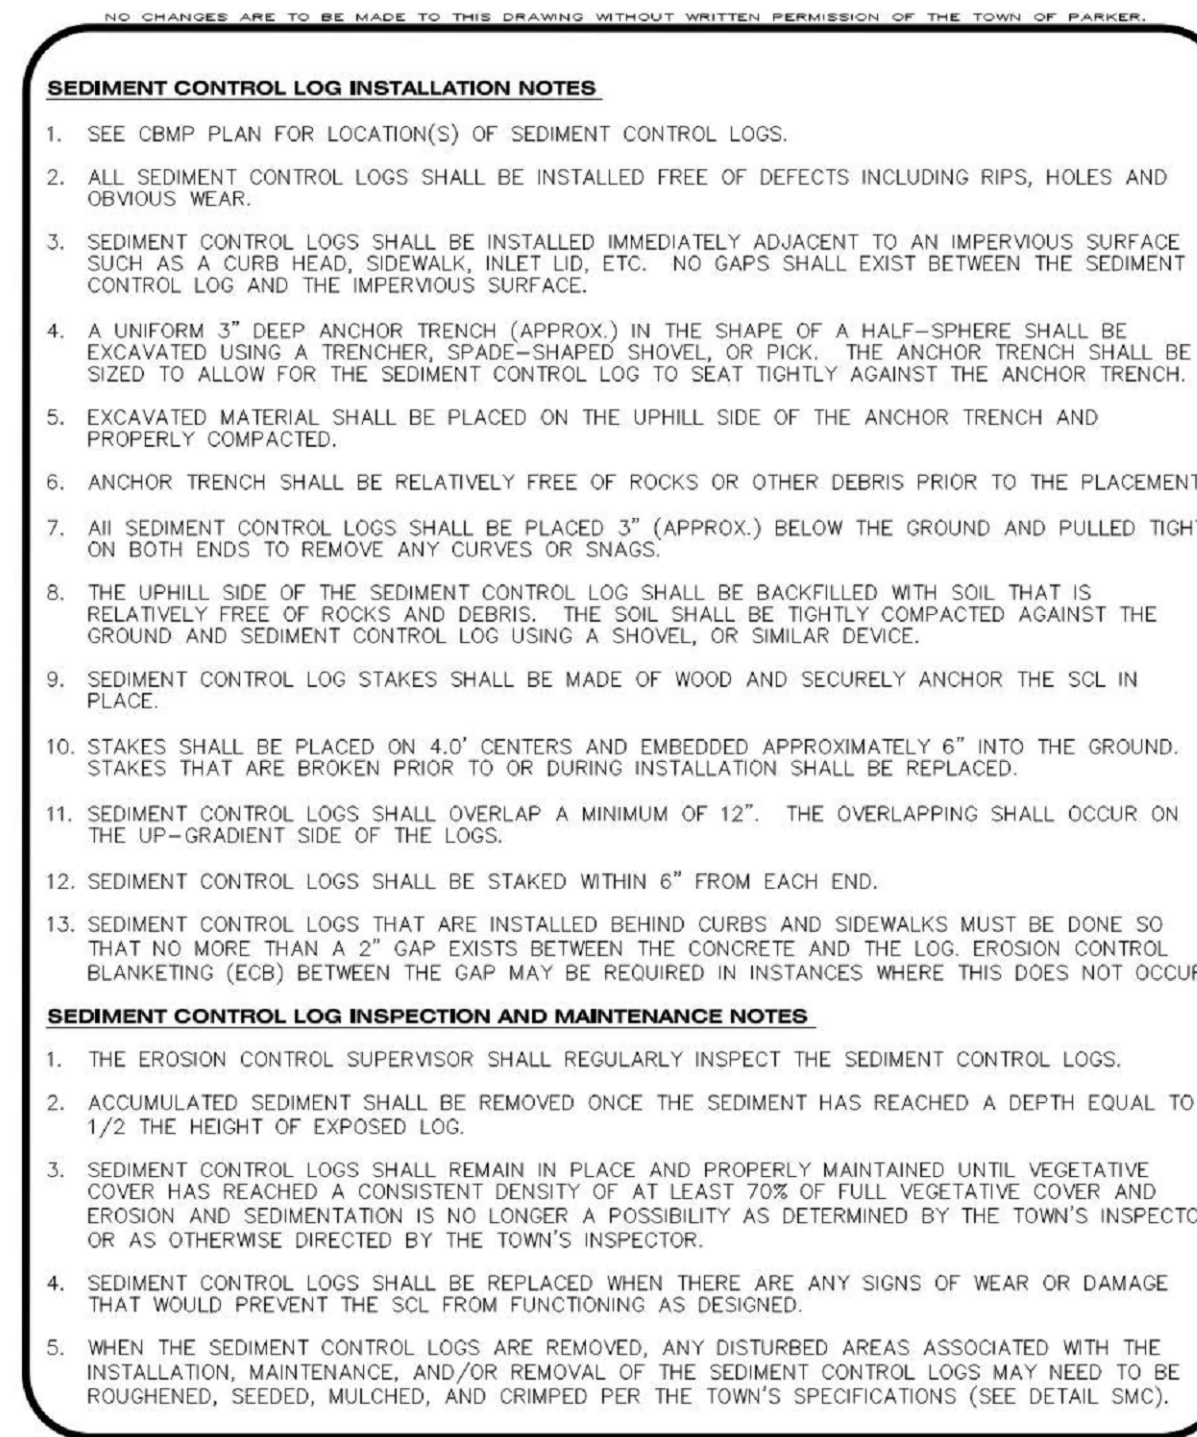 NO CHANGES ARE TO BE MADE TO THIS DRAWING WITHOUT WRITTEN PERMISSION OF THE TOWN OF PARKER.
SEDIMENT CONTROL LOG INSTALLATION NOTES
1. SEE CBMP PLAN FOR LOCATION(S) OF SEDIMENT CONTROL LOGS.
2. ALL SEDIMENT CONTROL LOGS SHALL BE INSTALLED FREE OF DEFECTS INCLUDING RIPS, HOLES AND
OBVIOUS WEAR.
3. SEDIMENT CONTROL LOGS SHALL BE INSTALLED IMMEDIATELY ADJACENT TO AN IMPERVIOUS SURFACE
SUCH AS A CURB HEAD, SIDEWALK, INLET LID, ETC. NO GAPS SHALL EXIST BETWEEN THE SEDIMENT
CONTROL LOG AND THE IMPERVIOUS SURFACE.
4. A UNIFORM 3" DEEP ANCHOR TRENCH (APPROX.) IN THE SHAPE OF A HALF-SPHERE SHALL BE
EXCAVATED USING A TRENCHER, SPADE-SHAPED SHOVEL, OR PICK. THE ANCHOR TRENCH SHALL BE
SIZED TO ALLOW FOR THE SEDIMENT CONTROL LOG TO SEAT TIGHTLY AGAINST THE ANCHOR TRENCH.
5. EXCAVATED MATERIAL SHALL BE PLACED ON THE UPHILL SIDE OF THE ANCHOR TRENCH AND
PROPERLY COMPACTED.
6. ANCHOR TRENCH SHALL BE RELATIVELY FREE OF ROCKS OR OTHER DEBRIS PRIOR TO THE PLACEMENT
7. All SEDIMENT CONTROL LOGS SHALL BE PLACED 3" (APPROX.) BELOW THE GROUND AND PULLED TIGHT
ON BOTH ENDS TO REMOVE ANY CURVES OR SNAGS.
8. THE UPHILL SIDE OF THE SEDIMENT CONTROL LOG SHALL BE BACKFILLED WITH SOIL THAT IS
RELATIVELY FREE OF ROCKS AND DEBRIS. THE SOIL SHALL BE TIGHTLY COMPACTED AGAINST THE
GROUND AND SEDIMENT CONTROL LOG USING A SHOVEL, OR SIMILAR DEVICE.
9. SEDIMENT CONTROL LOG STAKES SHALL BE MADE OF WOOD AND SECURELY ANCHOR THE SCL IN
PLACE.
10. STAKES SHALL BE PLACED ON 4.0' CENTERS AND EMBEDDED APPROXIMATELY 6" INTO THE GROUND.
STAKES THAT ARE BROKEN PRIOR TO OR DURING INSTALLATION SHALL BE REPLACED.
11. SEDIMENT CONTROL LOGS SHALL OVERLAP A MINIMUM OF 12". THE OVERLAPPING SHALL OCCUR ON
THE UP-GRADIENT SIDE OF THE LOGS.
12. SEDIMENT CONTROL LOGS SHALL BE STAKED WITHIN 6" FROM EACH END.
13. SEDIMENT CONTROL LOGS THAT ARE INSTALLED BEHIND CURBS AND SIDEWALKS MUST BE DONE SO
THAT NO MORE THAN A 2" GAP EXISTS BETWEEN THE CONCRETE AND THE LOG. EROSION CONTROL
BLANKETING (ECB) BETWEEN THE GAP MAY BE REQUIRED IN INSTANCES WHERE THIS DOES NOT OCCUR
SEDIMENT CONTROL LOG INSPECTION AND MAINTENANCE NOTES
1. THE EROSION CONTROL SUPERVISOR SHALL REGULARLY INSPECT THE SEDIMENT CONTROL LOGS.
2. ACCUMULATED SEDIMENT SHALL BE REMOVED ONCE THE SEDIMENT HAS REACHED A DEPTH EQUAL TO
1/2 THE HEIGHT OF EXPOSED LOG.
3. SEDIMENT CONTROL LOGS SHALL REMAIN IN PLACE AND PROPERLY MAINTAINED UNTIL VEGETATIVE
COVER HAS REACHED A CONSISTENT DENSITY OF AT LEAST 70% OF FULL VEGETATIVE COVER AND
EROSION AND SEDIMENTATION IS NO LONGER A POSSIBILITY AS DETERMINED BY THE TOWN'S INSPECTO
OR AS OTHERWISE DIRECTED BY THE TOWN'S INSPECTOR.
4. SEDIMENT CONTROL LOGS SHALL BE REPLACED WHEN THERE ARE ANY SIGNS OF WEAR OR DAMAGE
THAT WOULD PREVENT THE SCL FROM FUNCTIONING AS DESIGNED.
5. WHEN THE SEDIMENT CONTROL LOGS ARE REMOVED, ANY DISTURBED AREAS ASSOCIATED WITH THE
INSTALLATION, MAINTENANCE, AND/OR REMOVAL OF THE SEDIMENT CONTROL LOGS MAY NEED TO BE
ROUGHENED, SEEDED, MULCHED, AND CRIMPED PER THE TOWN'S SPECIFICATIONS (SEE DETAIL SMC).